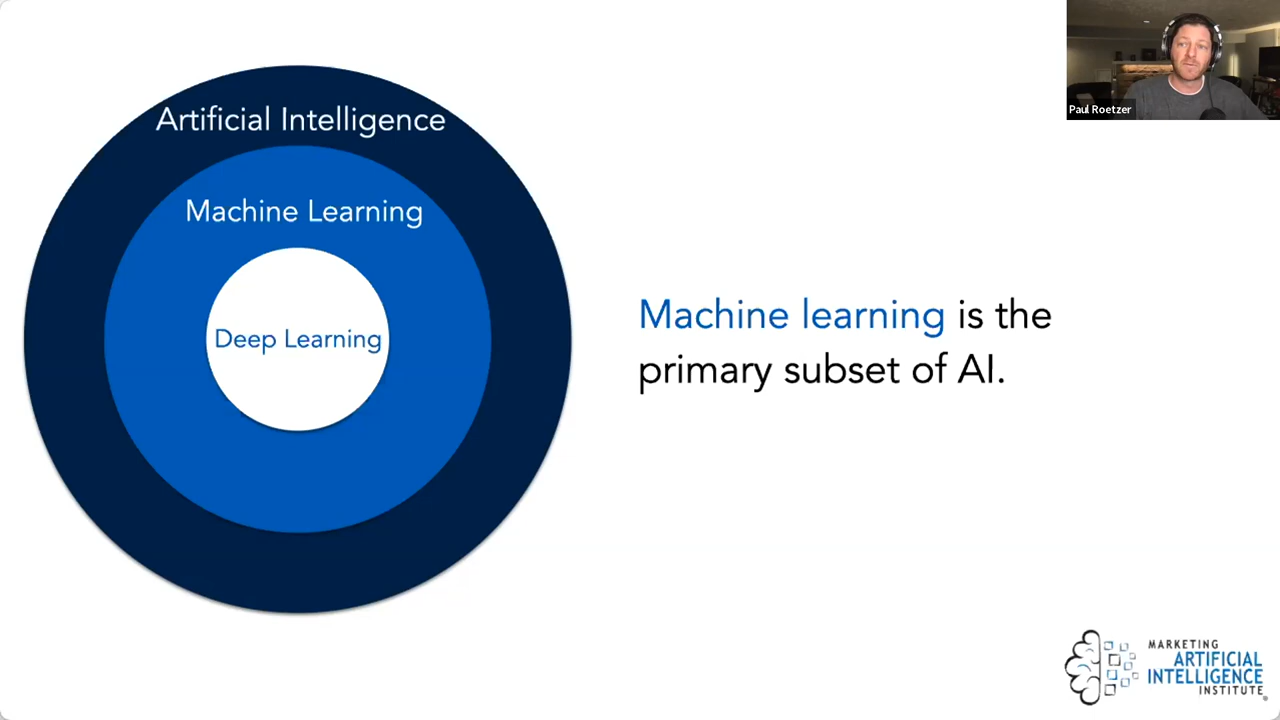 Paul Roetzer
Artificial Intelligence
Machine Learning
Deep Learning
Machine learning is the
primary subset of AI.
MARKETING
ARTIFICIAL
INTELLIGENCE
INSTITUTE